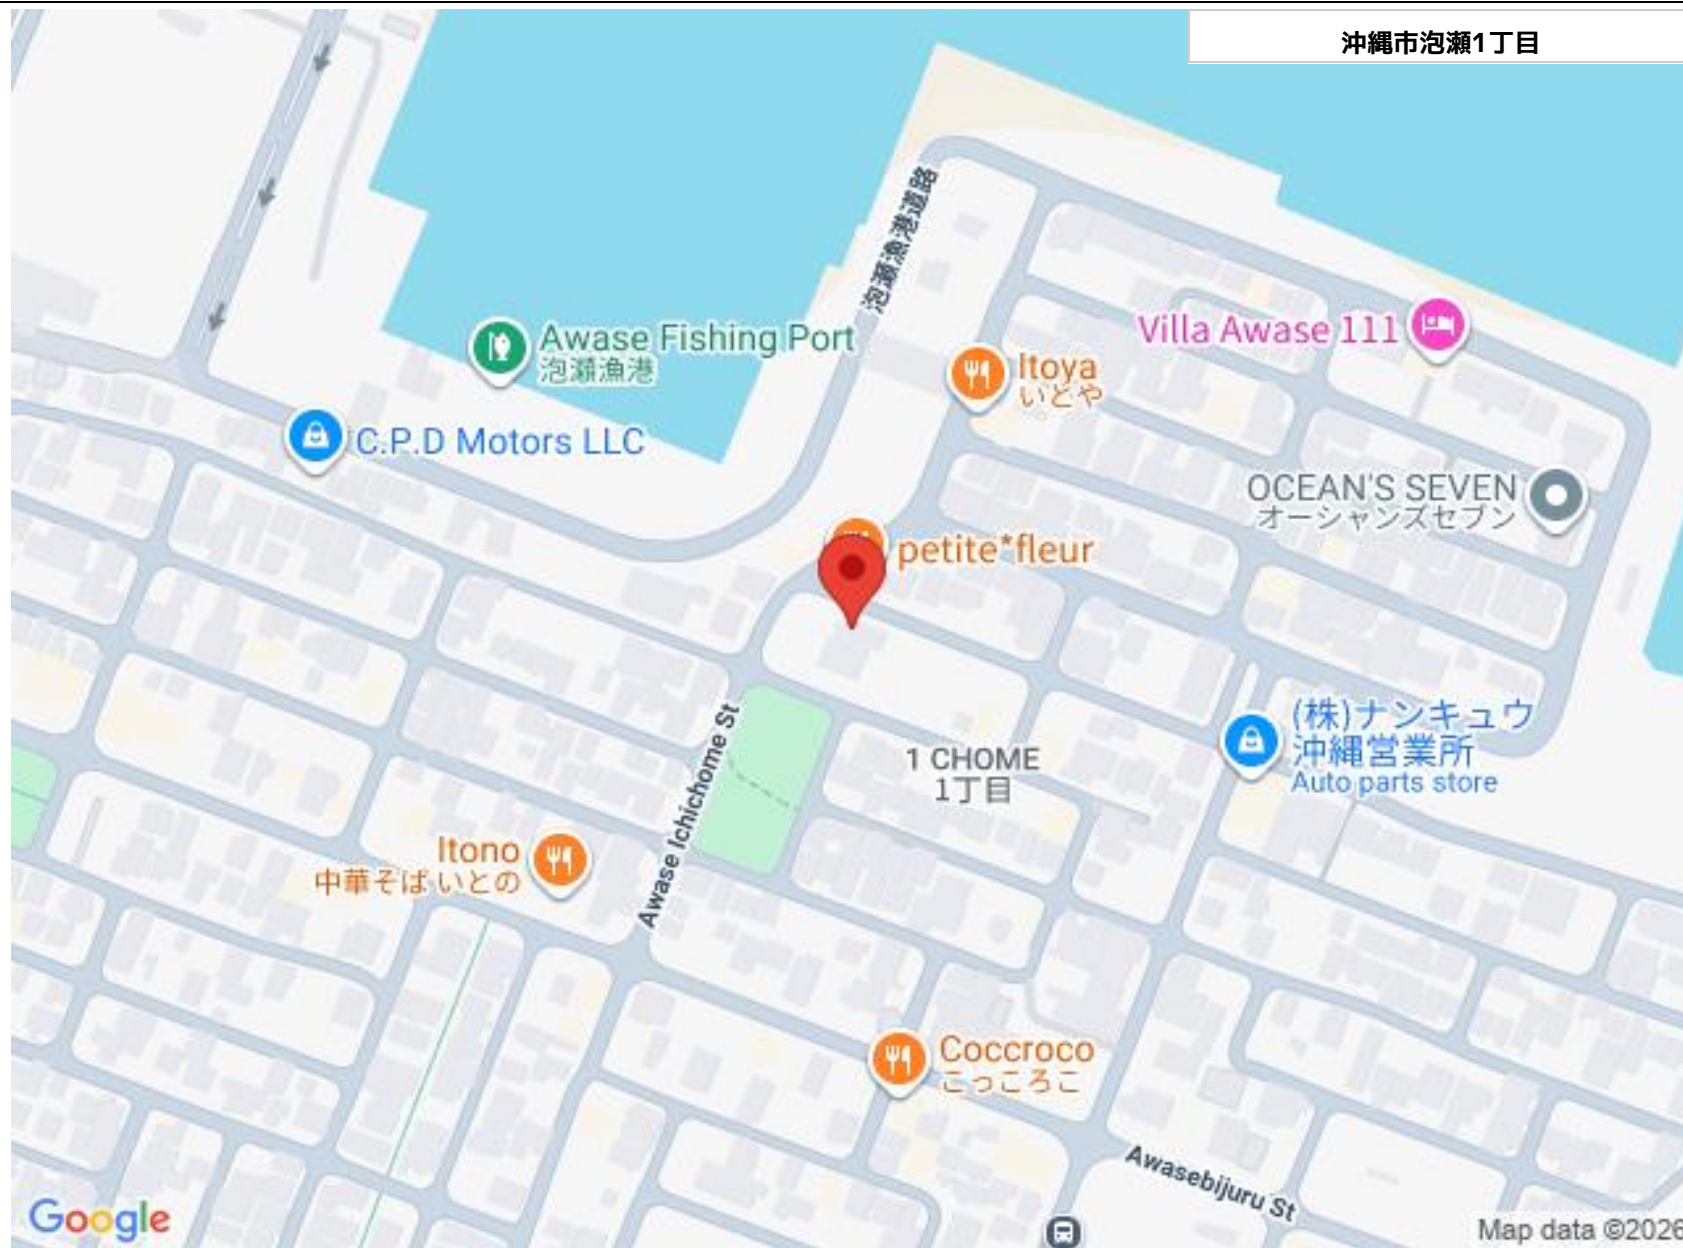 沖縄市泡瀬1丁目
泡瀬漁港道路
Awase Fishing Port
泡瀬漁港
Villa Awase 111
Itoya
いとや
C.P.D Motors LLC
OCEAN'S SEVEN
オーシャンズセブン
petite*fleur
(株)ナンキュウ
沖縄営業所
Auto parts store
1 CHOME
1丁目
Awase Ichichome St
Itono
中華そば いとの
Coccroco
こっころこ
Awasebijuru St
Google
Map data ©2026